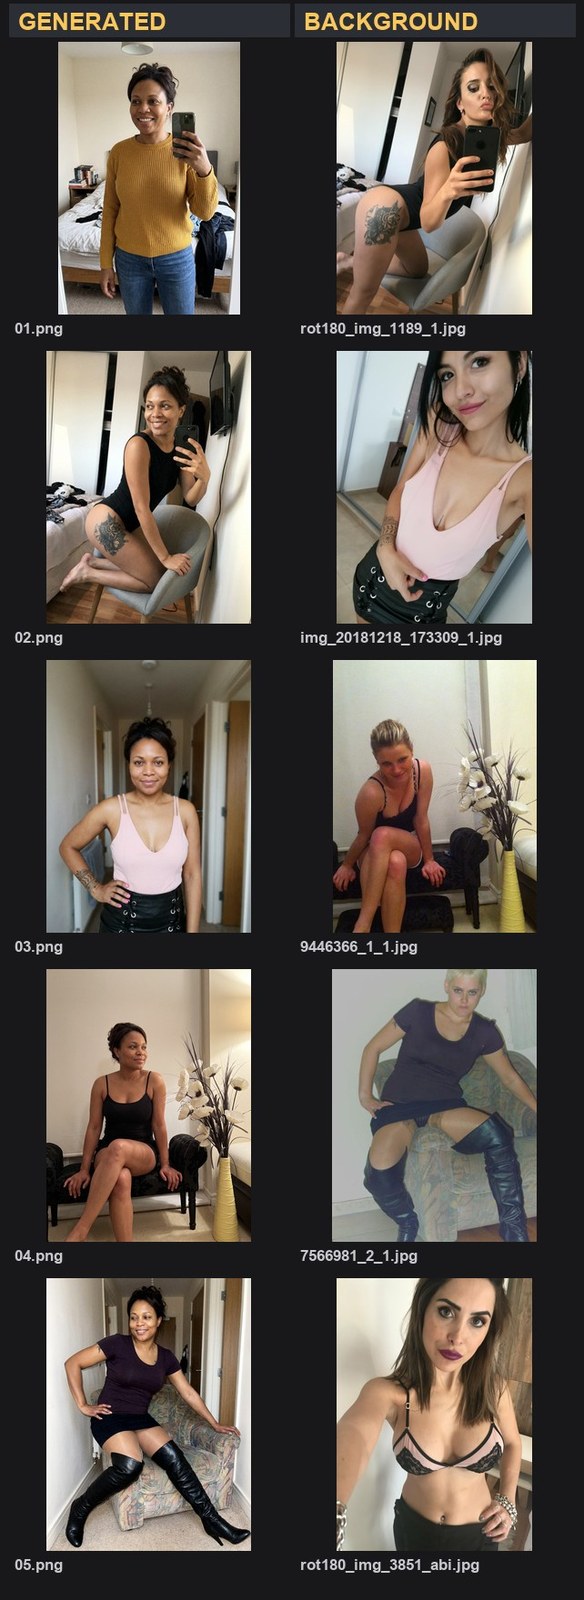 GENERATED BACKGROUND
01.png rot180_img_1189_1.jpg
02.png img_20181218_173309_1.jpg
03.png 9446366_1_1.jpg
04.png 7566981_2_1.jpg
05.png rot180_img_3851_abi.jpg